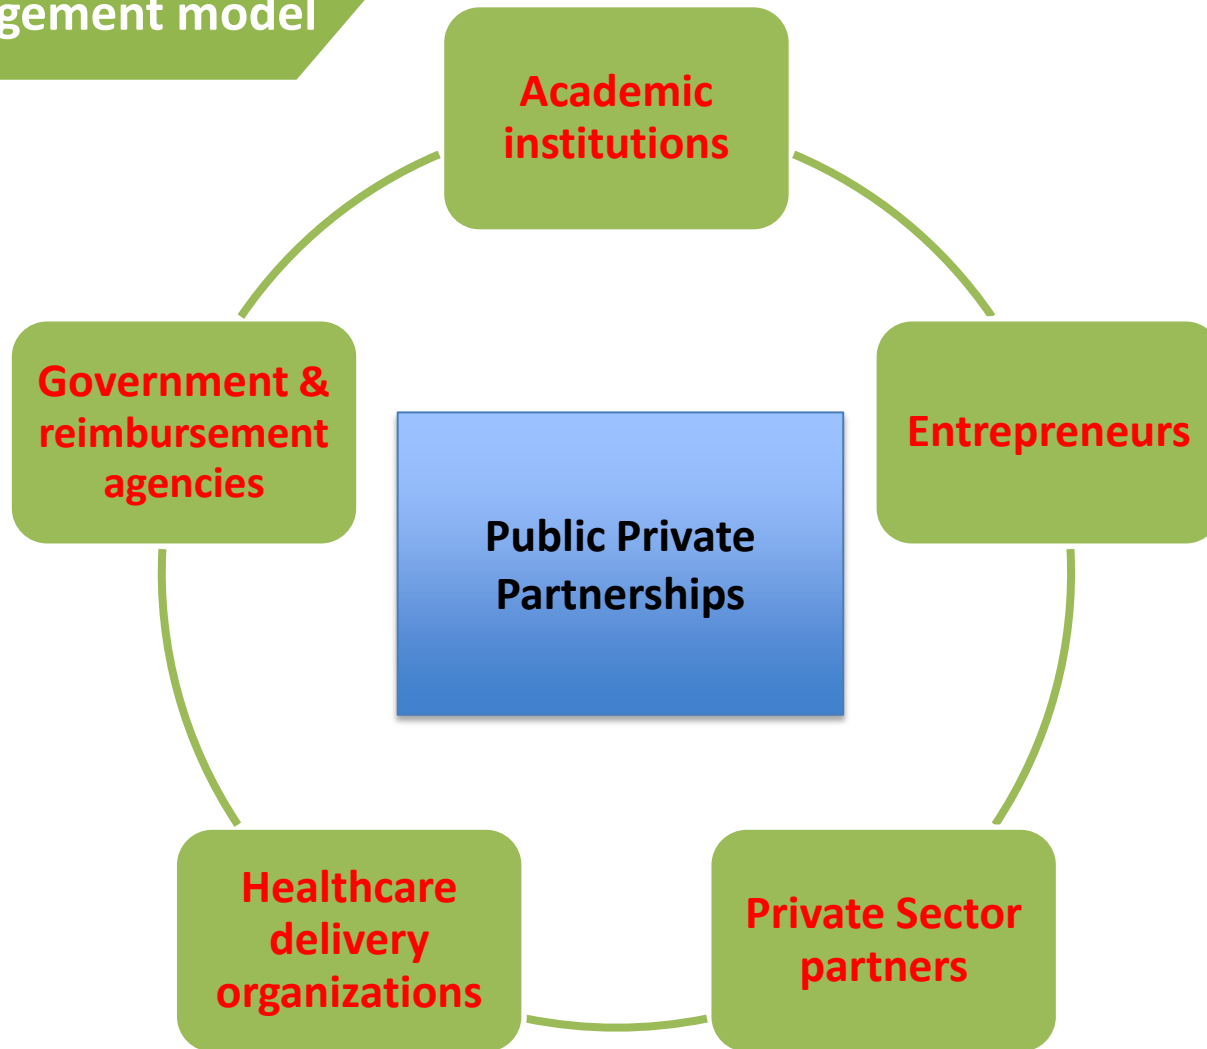 gement model
Academic
institutions
Government &
reimbursement
agencies
Entrepreneurs
Public Private
Partnerships
Healthcare
delivery
organizations
Private Sector
partners